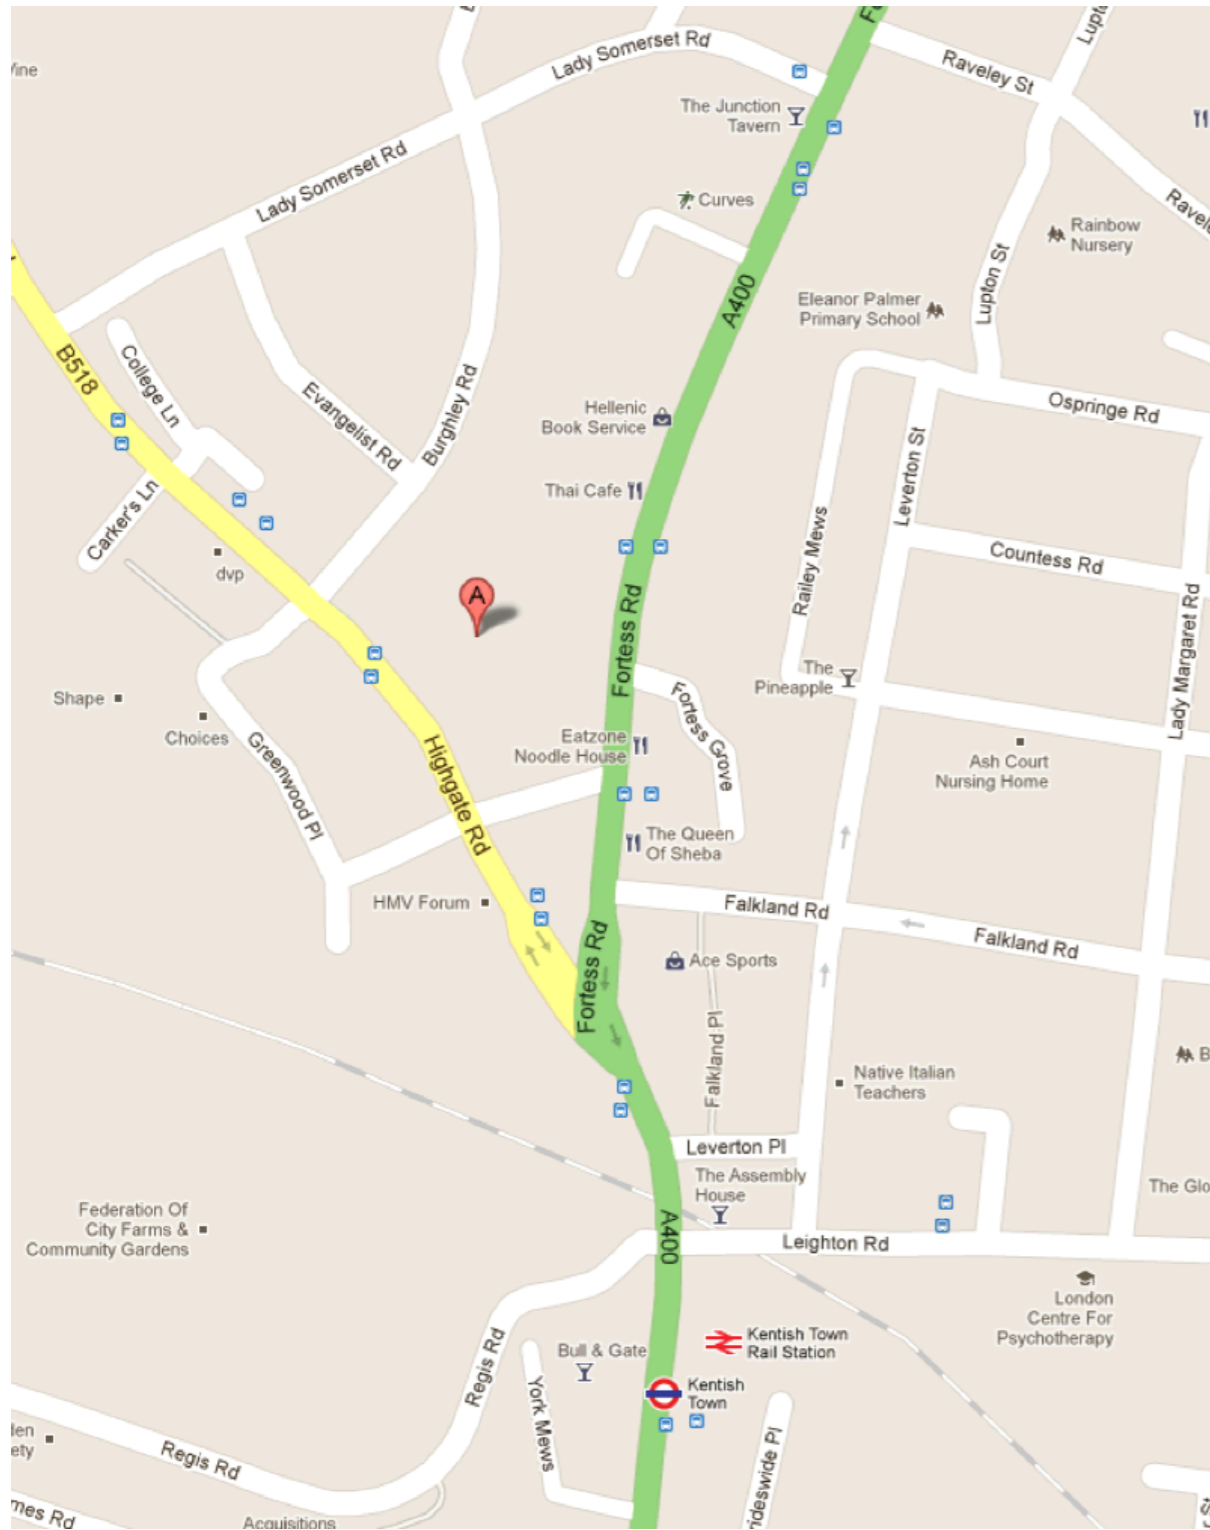 Lady Somerset Rd
Raveley St
The Junction
Tavern
Lady Somerset Rd
Curves
Rainbow
Nursery
Lupton St
A400
Eleanor Palmer
Primary School
B518
College Ln
Evangelist Rd
Burghley Rd
Hellenic
Book Service
Ospringe Rd
Leverton St
Thai Cafe
Carker's Ln
Railey Mews
Countess Rd
dvp
A
Fortess Rd
Lady Margaret Rd
Shape
Choices
The
Pineapple
Fortess Grove
Greenwood Pl
Highgate Rd
Eatzone
Noodle House
Ash Court
Nursing Home
The Queen
Of Sheba
HMV Forum
Falkland Rd
Falkland Rd
Fortess Rd
Ace Sports
Falkland Pl
Native Italian
Teachers
B
Leverton Pl
The Assembly
House
The Glo
Federation Of
City Farms &
Community Gardens
A400
Leighton Rd
London
Centre For
Psychotherapy
Kentish Town
Rail Station
Bull & Gate
Regis Rd
York Mews
Kentish
Town
Regis Rd
Acquisitions